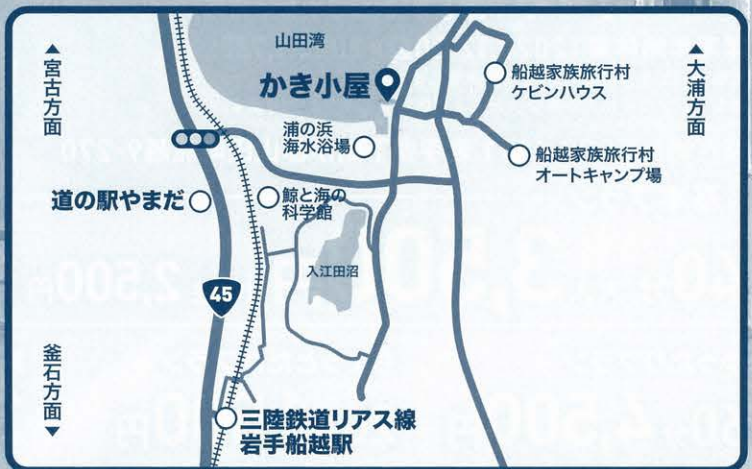 山田湾
▲宮古方面
かき小屋
船越家族旅行村
ケビンハウス
▲大浦方面
浦の浜
海水浴場
船越家族旅行村
オートキャンプ場
道の駅やまだ
鯨と海の
科学館
入江田沼
45
釜石方面▼
三陸鉄道リアス線
岩手船越駅